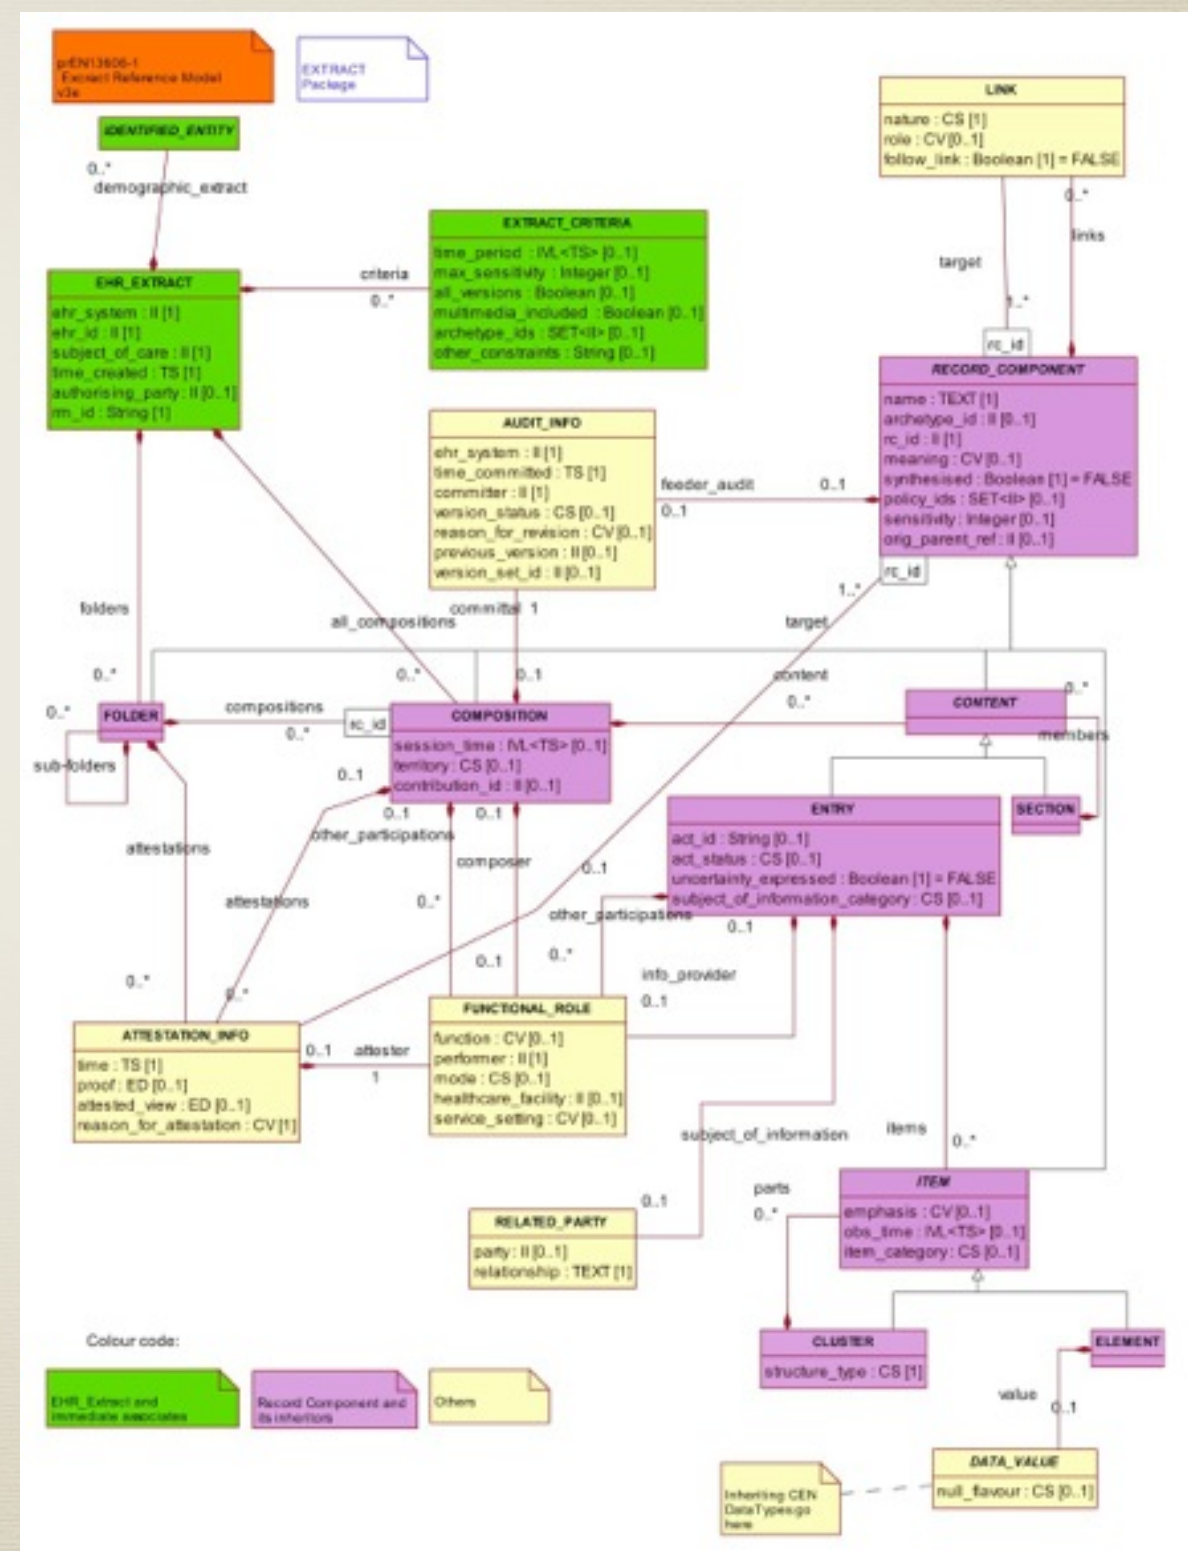 prEN13606-1
Extract Reference Model
v3e
EXTRACT
Package
IDENTIFIED_ENTITY
0..*
demographic_extract
LINK
nature : CS [1]
role : CV [0..1]
follow_link : Boolean [1] = FALSE
0..*
links
target
1..*
rc_id
EXTRACT_CRITERIA
time_period : IVL<TS> [0..1]
max_sensitivity : Integer [0..1]
all_versions : Boolean [0..1]
multimedia_included : Boolean [0..1]
archetype_ids : SET<II> [0..1]
other_constraints : String [0..1]
criteria
0..*
EHR_EXTRACT
ehr_system : II [1]
ehr_id : II [1]
subject_of_care : II [1]
time_created : TS [1]
authorising_party : II [0..1]
rm_id : String [1]
RECORD_COMPONENT
name : TEXT [1]
archetype_id : II [0..1]
rc_id : II [1]
meaning : CV [0..1]
synthesised : Boolean [1] = FALSE
policy_ids : SET<II> [0..1]
sensitivity : Integer [0..1]
orig_parent_ref : II [0..1]
AUDIT_INFO
ehr_system : II [1]
time_committed : TS [1]
committer : II [1]
version_status : CS [0..1]
reason_for_revision : CV [0..1]
previous_version : II [0..1]
version_set_id : II [0..1]
feeder_audit
0..1
0..1
rc_id
1..*
target
folders
all_compositions
committal 1
0..*
0..*
0..1
content
0..*
0..*
FOLDER
0..*
sub-folders
compositions
0..*
rc_id
COMPOSITION
session_time : IVL<TS> [0..1]
territory : CS [0..1]
contribution_id : II [0..1]
CONTENT
members
ENTRY
act_id : String [0..1]
act_status : CS [0..1]
uncertainty_expressed : Boolean [1] = FALSE
subject_of_information_category : CS [0..1]
SECTION
0..1
0..1
0..1
other_participations
attestations
composer
attestations
0..1
0..*
other_participations
0..1
0..*
0..1
0..*
0..*
info_provider
0..1
ATTESTATION_INFO
time : TS [1]
proof : ED [0..1]
attested_view : ED [0..1]
reason_for_attestation : CV [1]
0..1
attester
1
FUNCTIONAL_ROLE
function : CV [0..1]
performer : II [1]
mode : CS [0..1]
healthcare_facility : II [0..1]
service_setting : CV [0..1]
subject_of_information
items
0..*
ITEM
emphasis : CV [0..1]
obs_time : IVL<TS> [0..1]
item_category : CS [0..1]
parts
0..*
0..1
RELATED_PARTY
party : II [0..1]
relationship : TEXT [1]
CLUSTER
structure_type : CS [1]
ELEMENT
value
0..1
DATA_VALUE
null_flavour : CS [0..1]
Inheriting CEN
DataTypes go
here
Colour code:
EHR_Extract and
immediate associates
Record Component and
its inheritors
Others